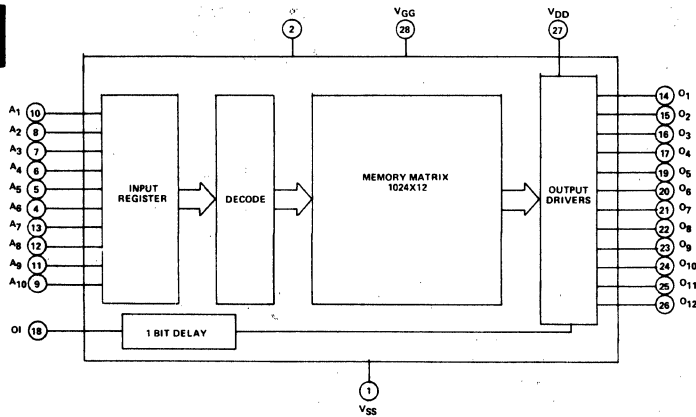 VGG
VDD
2
28
27
A1 10
A2 8
A3 7
A4 6
A5 5
A6 4
A7 13
A8 12
A9 11
A10 9
OI 18
INPUT
REGISTER
DECODE
MEMORY MATRIX
1024X12
OUTPUT
DRIVERS
1 BIT DELAY
14 O1
15 O2
16 O3
17 O4
19 O5
20 O6
21 O7
22 O8
23 O9
24 O10
25 O11
26 O12
1
VSS